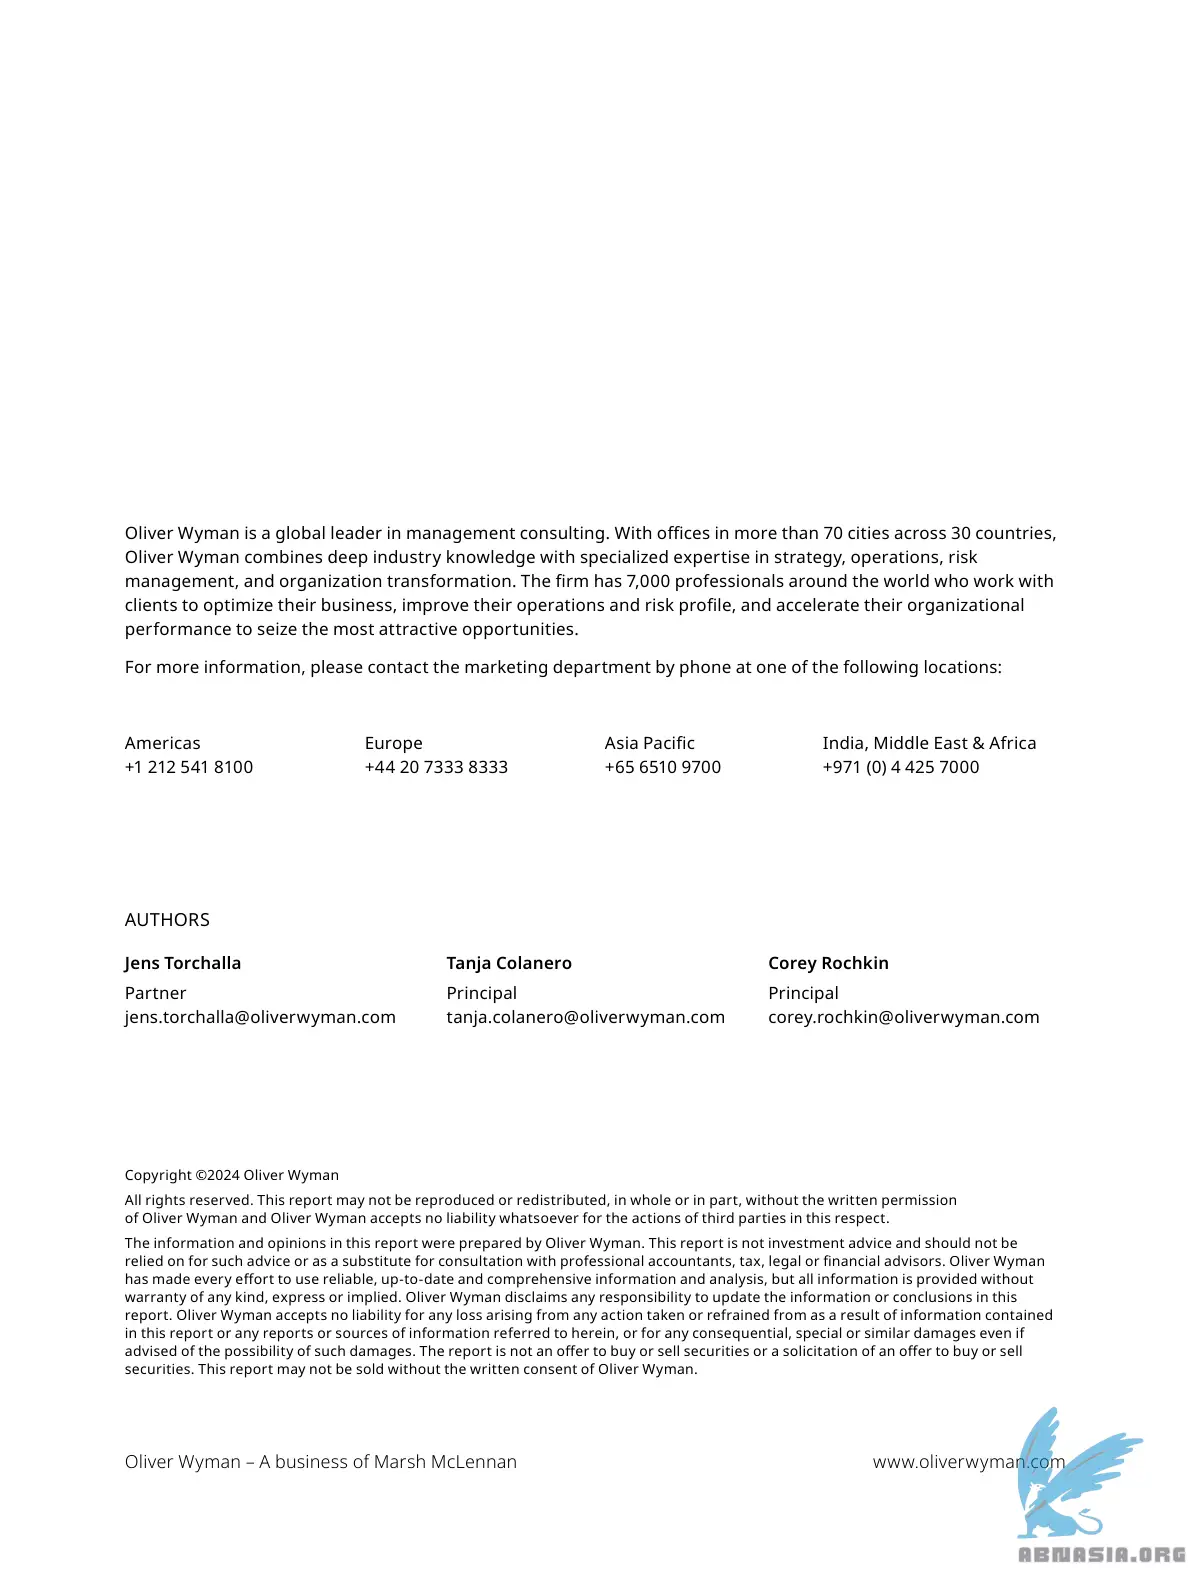 Oliver Wyman is a global leader in management consulting. With offices in more than 70 cities across 30 countries,
Oliver Wyman combines deep industry knowledge with specialized expertise in strategy, operations, risk
management, and organization transformation. The firm has 7,000 professionals around the world who work with
clients to optimize their business, improve their operations and risk profile, and accelerate their organizational
performance to seize the most attractive opportunities.
For more information, please contact the marketing department by phone at one of the following locations:
Americas
+1 212 541 8100
Europe
+44 20 7333 8333
Asia Pacific
+65 6510 9700
India, Middle East & Africa
+971 (0) 4 425 7000
AUTHORS
Jens Torchalla
Partner
jens.torchalla@oliverwyman.com
Tanja Colanero
Principal
tanja.colanero@oliverwyman.com
Corey Rochkin
Principal
corey.rochkin@oliverwyman.com
Copyright ©2024 Oliver Wyman
All rights reserved. This report may not be reproduced or redistributed, in whole or in part, without the written permission
of Oliver Wyman and Oliver Wyman accepts no liability whatsoever for the actions of third parties in this respect.
The information and opinions in this report were prepared by Oliver Wyman. This report is not investment advice and should not be
relied on for such advice or as a substitute for consultation with professional accountants, tax, legal or financial advisors. Oliver Wyman
has made every effort to use reliable, up-to-date and comprehensive information and analysis, but all information is provided without
warranty of any kind, express or implied. Oliver Wyman disclaims any responsibility to update the information or conclusions in this
report. Oliver Wyman accepts no liability for any loss arising from any action taken or refrained from as a result of information contained
in this report or any reports or sources of information referred to herein, or for any consequential, special or similar damages even if
advised of the possibility of such damages. The report is not an offer to buy or sell securities or a solicitation of an offer to buy or sell
securities. This report may not be sold without the written consent of Oliver Wyman.
Oliver Wyman – A business of Marsh McLennan
www.oliverwyman.com
ABNASIA.ORG